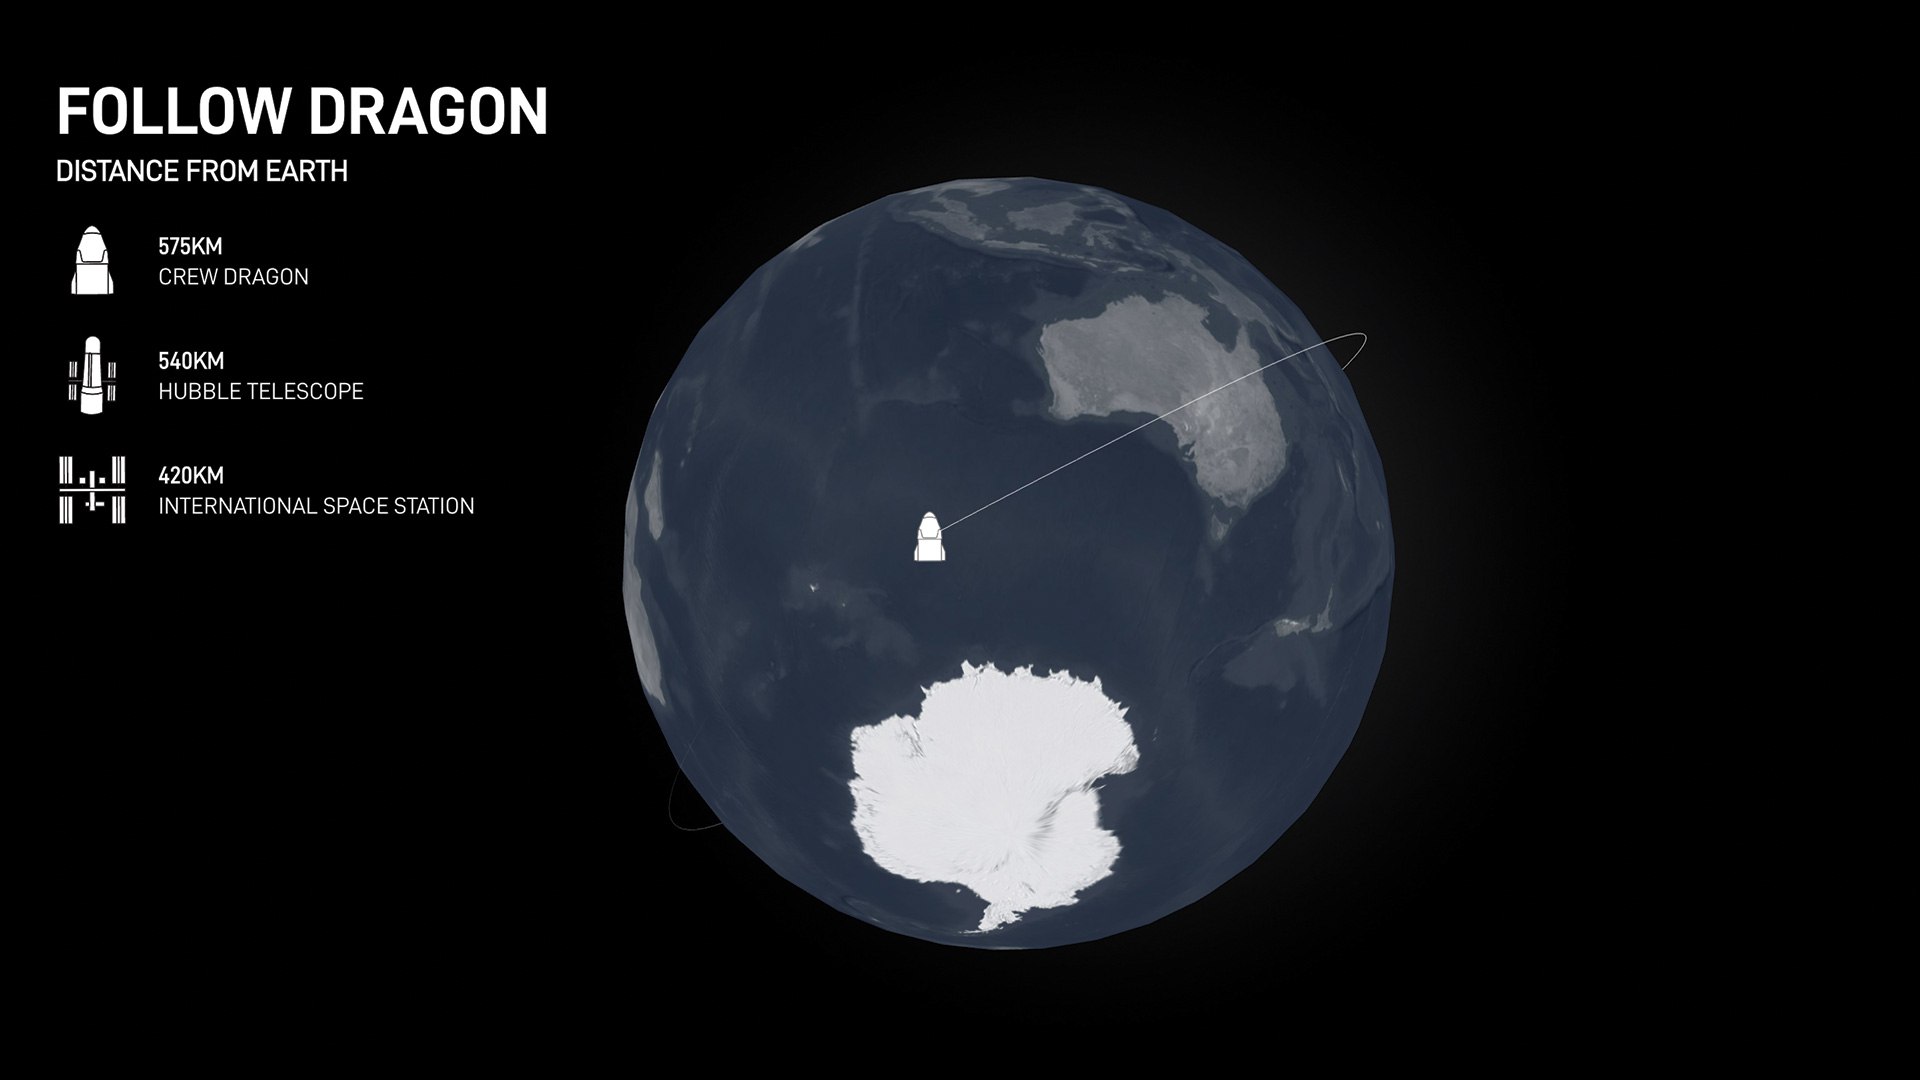 FOLLOW DRAGON
DISTANCE FROM EARTH
575KM
CREW DRAGON
540KM
HUBBLE TELESCOPE
420KM
INTERNATIONAL SPACE STATION